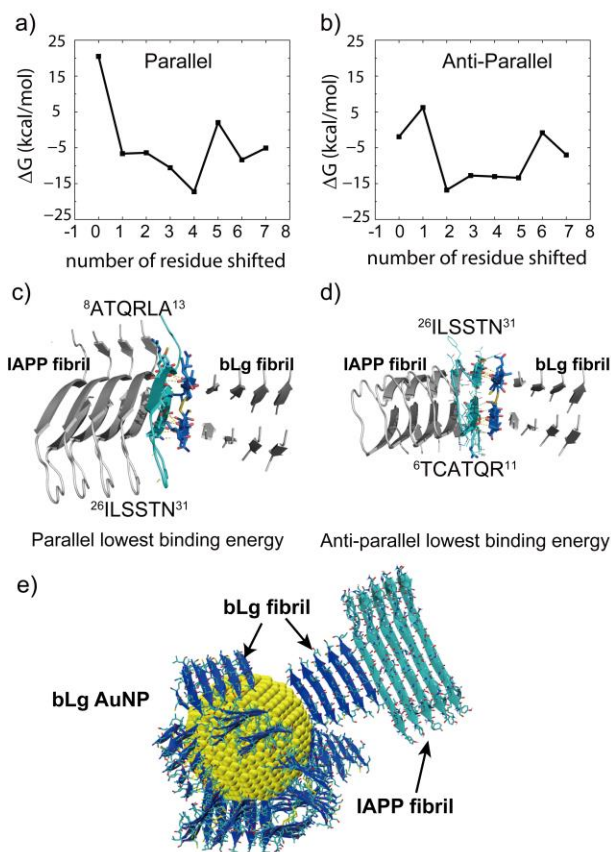 a)
b)
25
15
5
−5
−15
−25
ΔG (kcal/mol)
Parallel
-1 0 1 2 3 4 5 6 7 8
number of residue shifted
25
15
5
−5
−15
−25
ΔG (kcal/mol)
Anti-Parallel
-1 0 1 2 3 4 5 6 7 8
number of residue shifted
c)
⁸ATQRLA¹³
IAPP fibril
bLg fibril
²⁶ILSSTN³¹
Parallel lowest binding energy
d)
²⁶ILSSTN³¹
IAPP fibril
bLg fibril
⁶TCATQR¹¹
Anti-parallel lowest binding energy
e)
bLg fibril
bLg AuNP
IAPP fibril